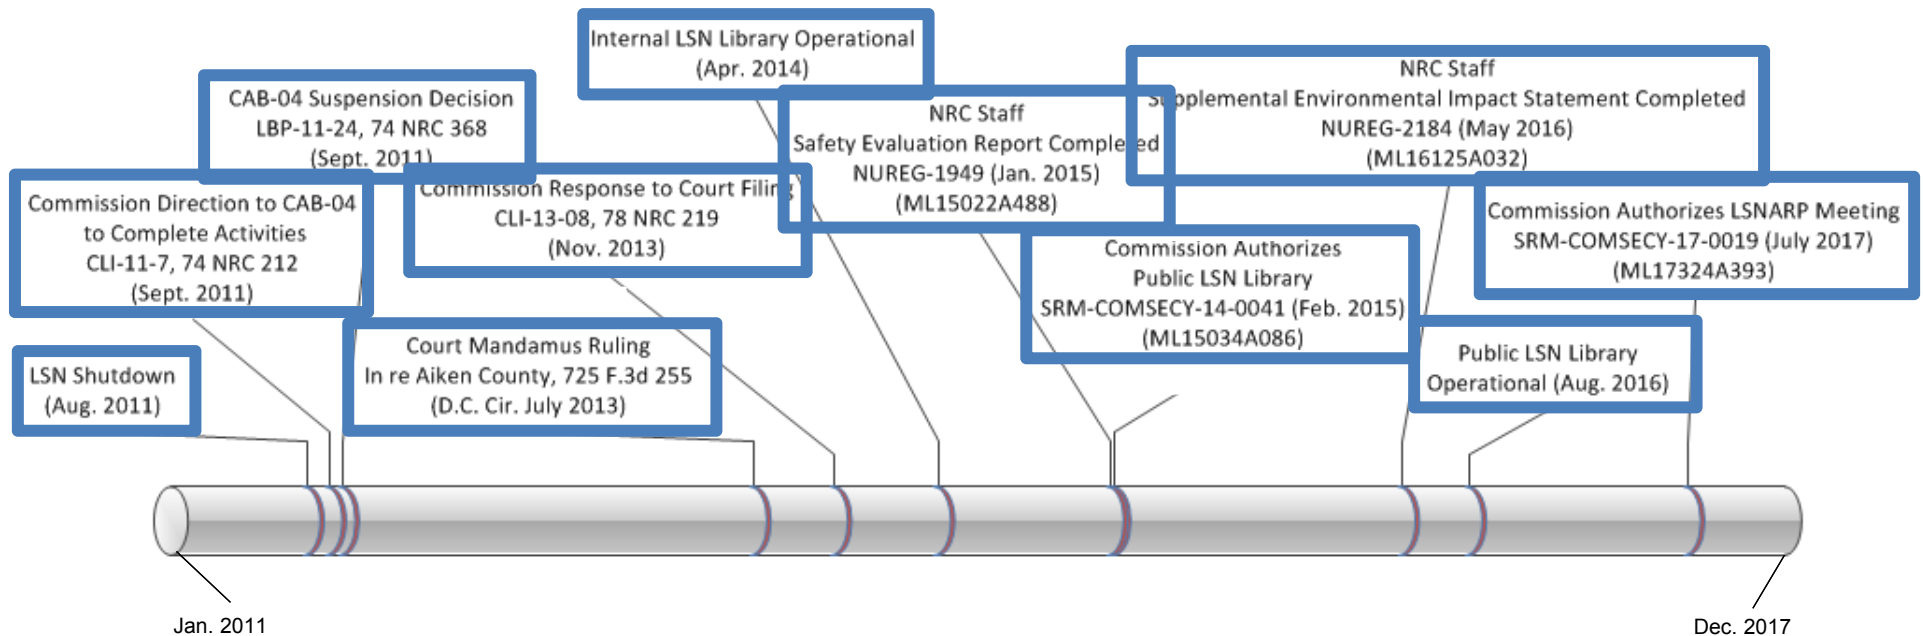 Internal LSN Library Operational
(Apr. 2014)
CAB-04 Suspension Decision
LBP-11-24, 74 NRC 368
(Sept. 2011)
NRC Staff
Supplemental Environmental Impact Statement Completed
NUREG-2184 (May 2016)
(ML16125A032)
NRC Staff
Safety Evaluation Report Completed
NUREG-1949 (Jan. 2015)
(ML15022A488)
Commission Direction to CAB-04
to Complete Activities
CLI-11-7, 74 NRC 212
(Sept. 2011)
Commission Response to Court Filing
CLI-13-08, 78 NRC 219
(Nov. 2013)
Commission Authorizes LSNARP Meeting
SRM-COMSECY-17-0019 (July 2017)
(ML17324A393)
Commission Authorizes
Public LSN Library
SRM-COMSECY-14-0041 (Feb. 2015)
(ML15034A086)
LSN Shutdown
(Aug. 2011)
Court Mandamus Ruling
In re Aiken County, 725 F.3d 255
(D.C. Cir. July 2013)
Public LSN Library
Operational (Aug. 2016)
Jan. 2011
Dec. 2017